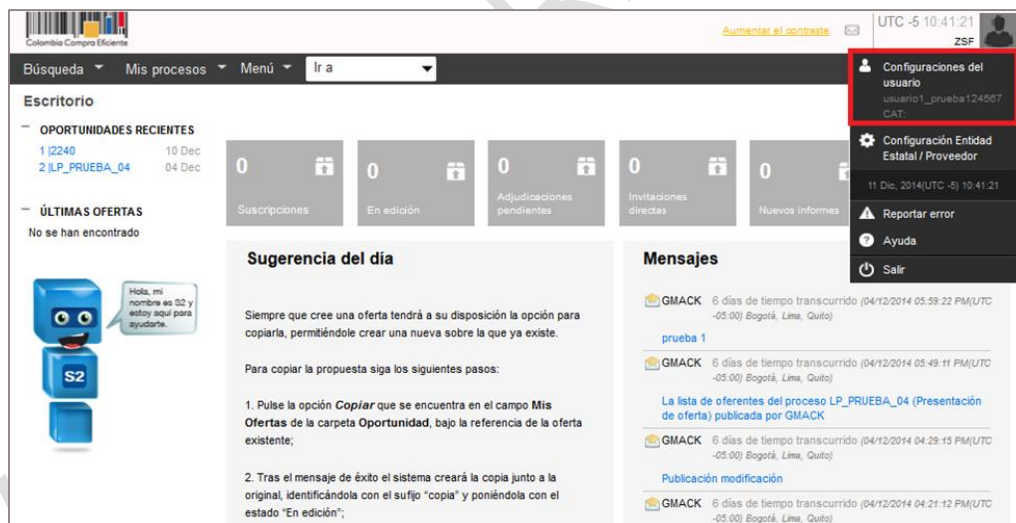 Colombia Compra Eficiente
Aumentar el contraste
UTC -5 10:41:21
ZSF
Búsqueda
Mis procesos
Menú
Ir a
Escritorio
OPORTUNIDADES RECIENTES
1 |2240 10 Dec
2 |LP_PRUEBA_04 04 Dec
ÚLTIMAS OFERTAS
No se han encontrado
Hola, mi
nombre es S2 y
estoy aquí para
ayudarte.
S2
0
Suscripciones
0
En edición
0
Adjudicaciones
pendientes
0
Invitaciones
directas
0
Nuevos informes
Configuraciones del
usuario
usuario1_prueba124567
CAT:
Configuración Entidad
Estatal / Proveedor
11 Dic, 2014(UTC -5) 10:41:21
Reportar error
Ayuda
Salir
Sugerencia del día
Siempre que cree una oferta tendrá a su disposición la opción para
copiarla, permitiéndole crear una nueva sobre la que ya existe.
Para copiar la propuesta siga los siguientes pasos:
1. Pulse la opción Copiar que se encuentra en el campo Mis
Ofertas de la carpeta Oportunidad, bajo la referencia de la oferta
existente;
2. Tras el mensaje de éxito el sistema creará la copia junto a la
original, identificándola con el sufijo "copia" y poniéndola con el
estado "En edición";
Mensajes
GMACK 6 días de tiempo transcurrido (04/12/2014 05:59:22 PM(UTC
-05:00) Bogotá, Lima, Quito)
prueba 1
GMACK 6 días de tiempo transcurrido (04/12/2014 05:49:11 PM(UTC
-05:00) Bogotá, Lima, Quito)
La lista de oferentes del proceso LP_PRUEBA_04 (Presentación
de oferta) publicada por GMACK
GMACK 6 días de tiempo transcurrido (04/12/2014 04:29:15 PM(UTC
-05:00) Bogotá, Lima, Quito)
Publicación modificación
GMACK 6 días de tiempo transcurrido (04/12/2014 04:21:12 PM(UTC
-05:00) Bogotá, Lima, Quito)